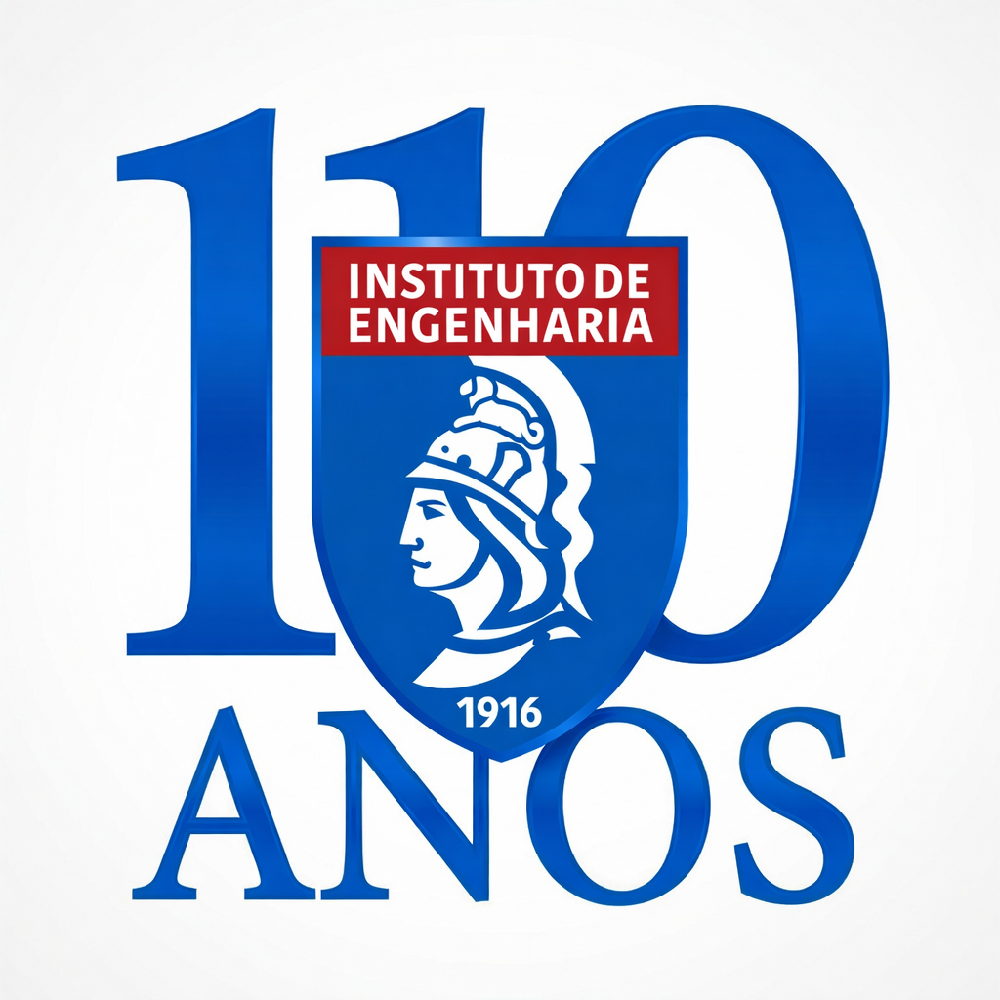 110
INSTITUTO DE
ENGENHARIA
1916
ANOS